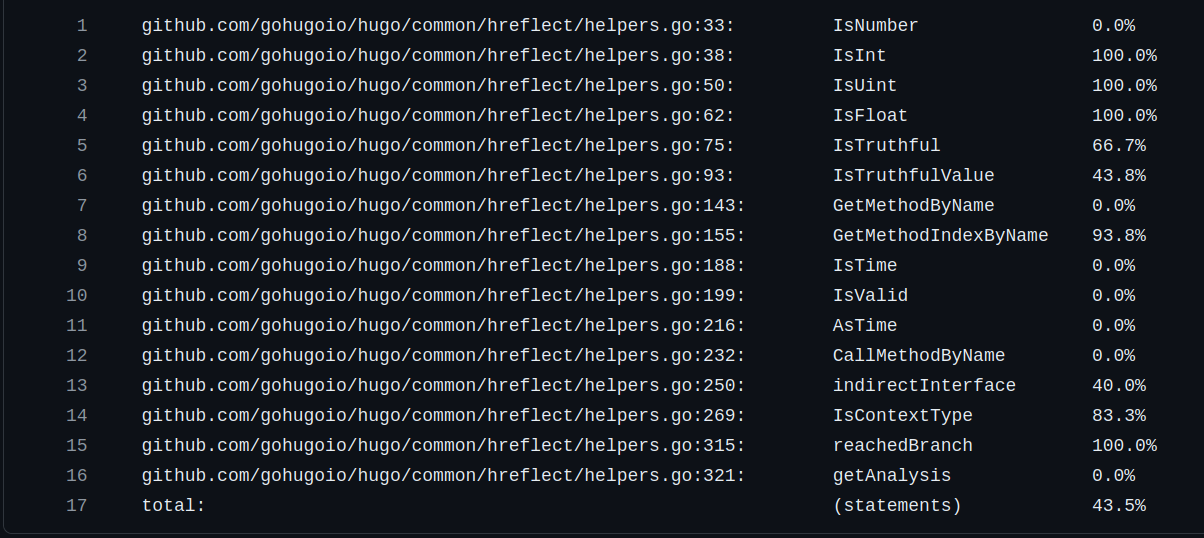 1 github.com/gohugoio/hugo/common/hreflect/helpers.go:33: IsNumber 0.0%
2 github.com/gohugoio/hugo/common/hreflect/helpers.go:38: IsInt 100.0%
3 github.com/gohugoio/hugo/common/hreflect/helpers.go:50: IsUint 100.0%
4 github.com/gohugoio/hugo/common/hreflect/helpers.go:62: IsFloat 100.0%
5 github.com/gohugoio/hugo/common/hreflect/helpers.go:75: IsTruthful 66.7%
6 github.com/gohugoio/hugo/common/hreflect/helpers.go:93: IsTruthfulValue 43.8%
7 github.com/gohugoio/hugo/common/hreflect/helpers.go:143: GetMethodByName 0.0%
8 github.com/gohugoio/hugo/common/hreflect/helpers.go:155: GetMethodIndexByName 93.8%
9 github.com/gohugoio/hugo/common/hreflect/helpers.go:188: IsTime 0.0%
10 github.com/gohugoio/hugo/common/hreflect/helpers.go:199: IsValid 0.0%
11 github.com/gohugoio/hugo/common/hreflect/helpers.go:216: AsTime 0.0%
12 github.com/gohugoio/hugo/common/hreflect/helpers.go:232: CallMethodByName 0.0%
13 github.com/gohugoio/hugo/common/hreflect/helpers.go:250: indirectInterface 40.0%
14 github.com/gohugoio/hugo/common/hreflect/helpers.go:269: IsContextType 83.3%
15 github.com/gohugoio/hugo/common/hreflect/helpers.go:315: reachedBranch 100.0%
16 github.com/gohugoio/hugo/common/hreflect/helpers.go:321: getAnalysis 0.0%
17 total: (statements) 43.5%